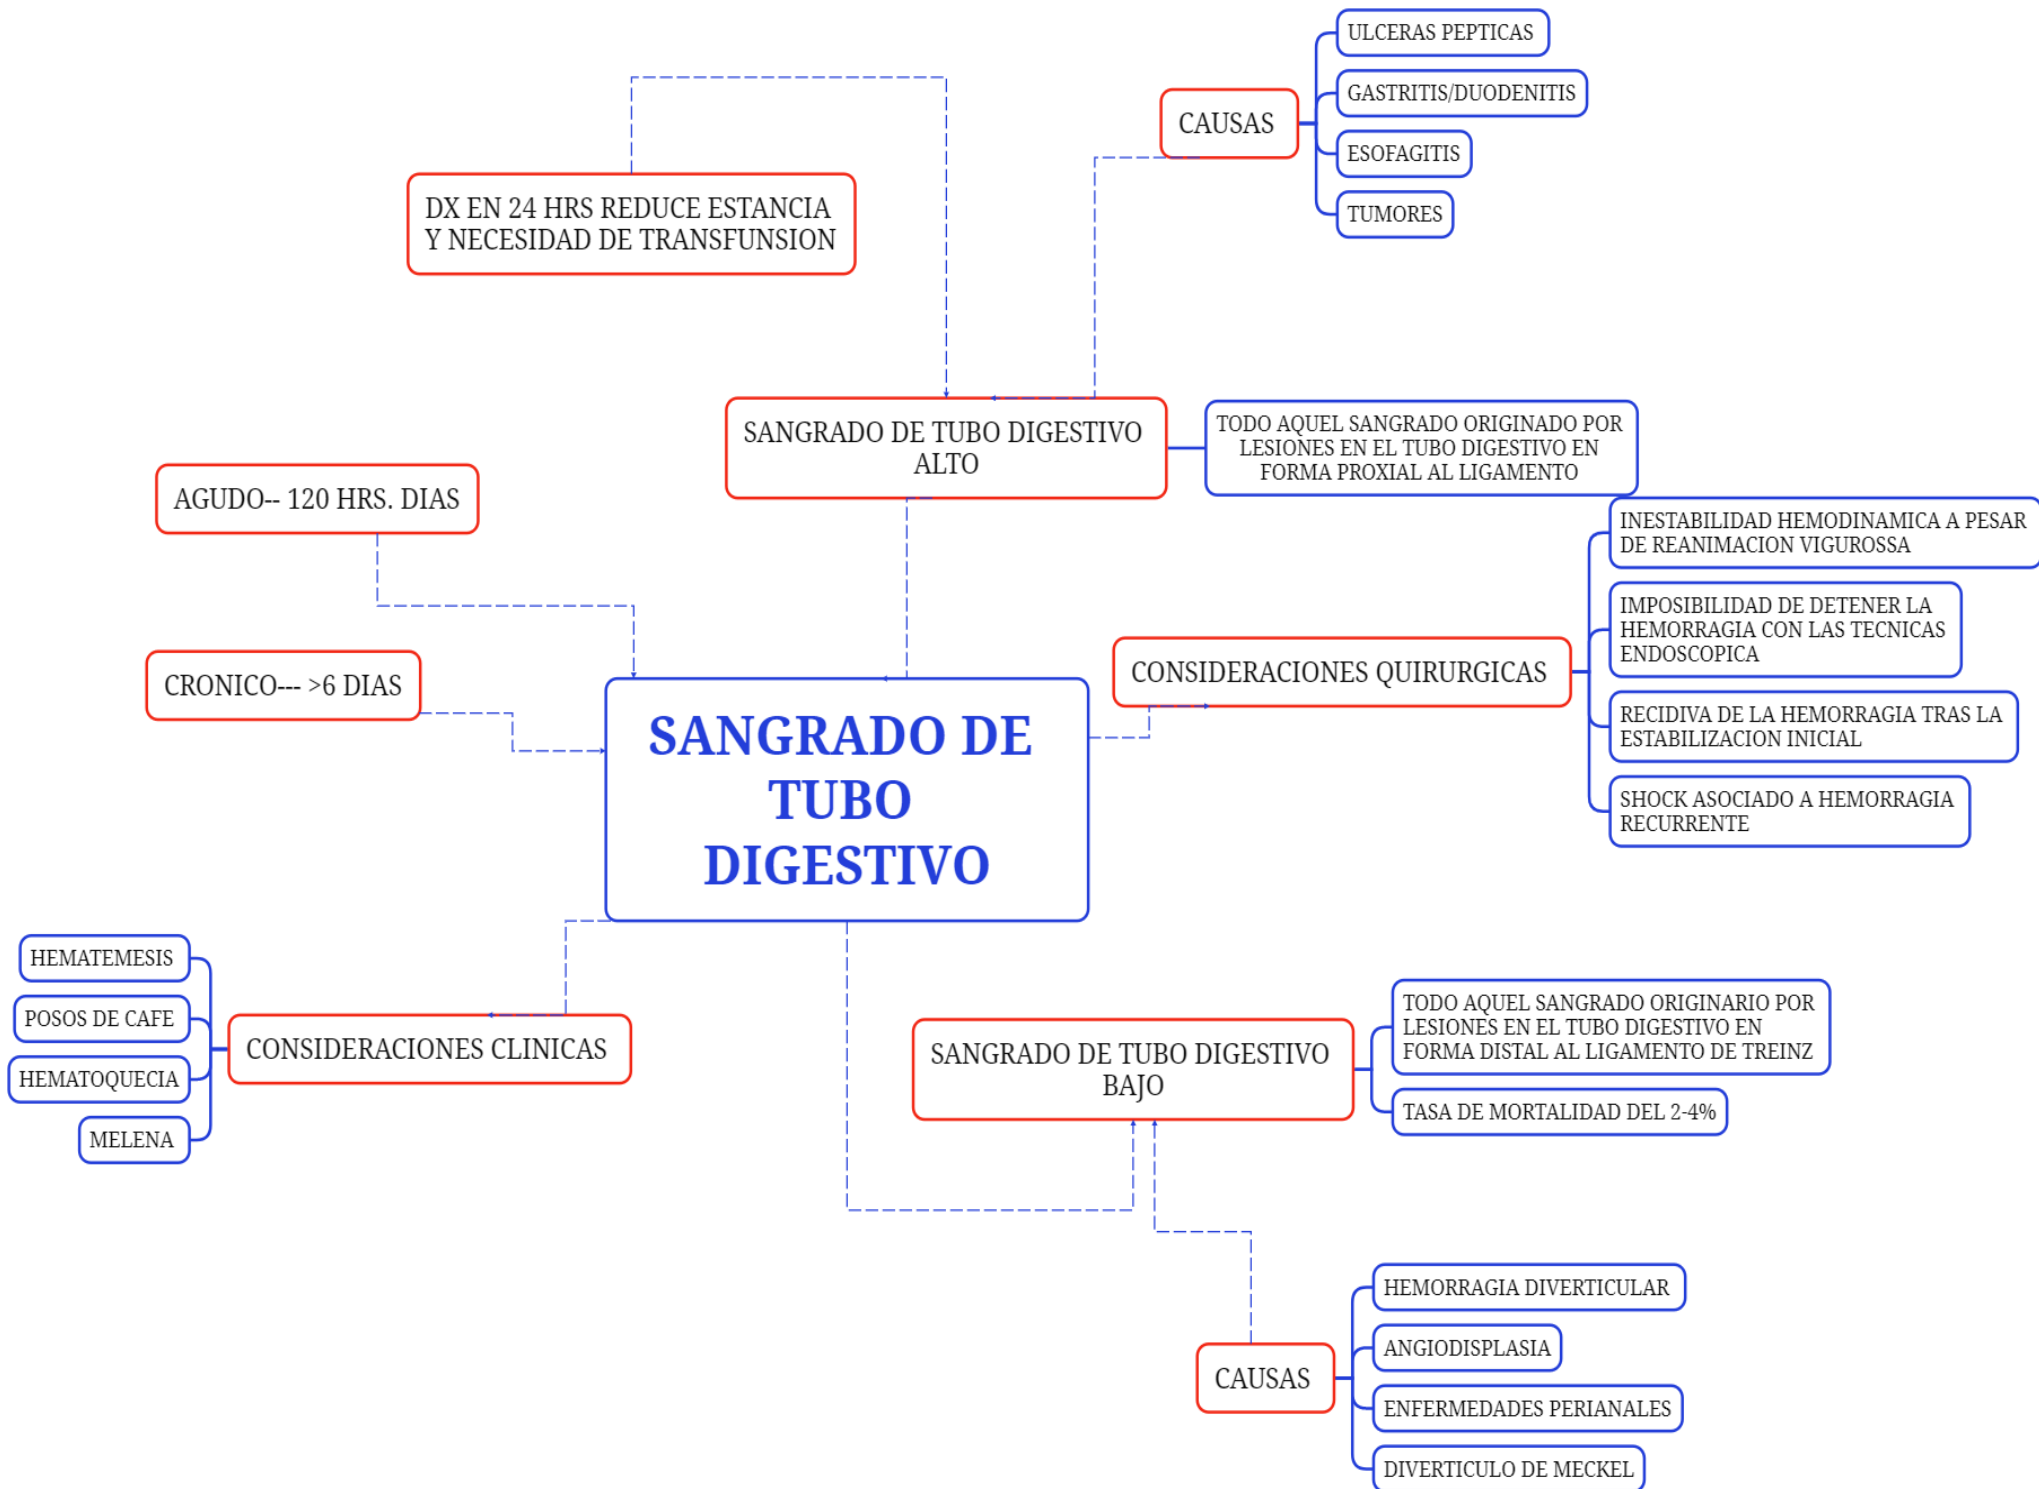 ULCERAS PEPTICAS
GASTRITIS/DUODENITIS
CAUSAS
ESOFAGITIS
TUMORES
DX EN 24 HRS REDUCE ESTANCIA
Y NECESIDAD DE TRANSFUNSION
SANGRADO DE TUBO DIGESTIVO
ALTO
TODO AQUEL SANGRADO ORIGINADO POR
LESIONES EN EL TUBO DIGESTIVO EN
FORMA PROXIAL AL LIGAMENTO
AGUDO-- 120 HRS. DIAS
CRONICO--- >6 DIAS
SANGRADO DE
TUBO
DIGESTIVO
CONSIDERACIONES QUIRURGICAS
INESTABILIDAD HEMODINAMICA A PESAR
DE REANIMACION VIGUROSSA
IMPOSIBILIDAD DE DETENER LA
HEMORRAGIA CON LAS TECNICAS
ENDOSCOPICA
RECIDIVA DE LA HEMORRAGIA TRAS LA
ESTABILIZACION INICIAL
SHOCK ASOCIADO A HEMORRAGIA
RECURRENTE
HEMATEMESIS
POSOS DE CAFE
HEMATOQUECIA
MELENA
CONSIDERACIONES CLINICAS
SANGRADO DE TUBO DIGESTIVO
BAJO
TODO AQUEL SANGRADO ORIGINARIO POR
LESIONES EN EL TUBO DIGESTIVO EN
FORMA DISTAL AL LIGAMENTO DE TREINZ
TASA DE MORTALIDAD DEL 2-4%
CAUSAS
HEMORRAGIA DIVERTICULAR
ANGIODISPLASIA
ENFERMEDADES PERIANALES
DIVERTICULO DE MECKEL